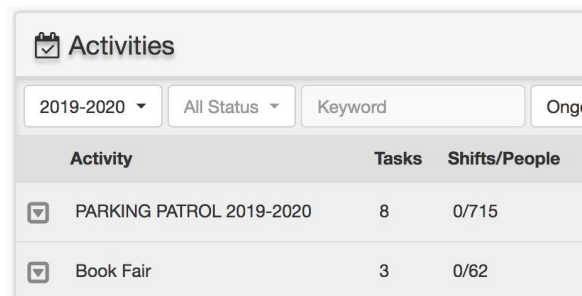 Activities
2019-2020 All Status Keyword
Activity Tasks Shifts/People
PARKING PATROL 2019-2020 8 0/715
Book Fair 3 0/62